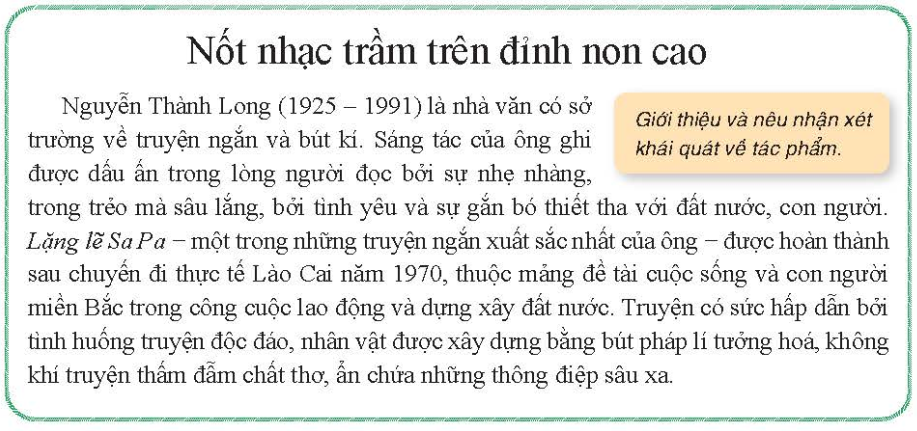 Nốt nhạc trầm trên đỉnh non cao
Nguyễn Thành Long (1925 – 1991) là nhà văn có sở
trường về truyện ngắn và bút kí. Sáng tác của ông ghi
được dấu ấn trong lòng người đọc bởi sự nhẹ nhàng,
Giới thiệu và nêu nhận xét
khái quát về tác phẩm.
trong trẻo mà sâu lắng, bởi tình yêu và sự gắn bó thiết tha với đất nước, con người.
Lặng lẽ Sa Pa – một trong những truyện ngắn xuất sắc nhất của ông – được hoàn thành
sau chuyến đi thực tế Lào Cai năm 1970, thuộc mảng đề tài cuộc sống và con người
miền Bắc trong công cuộc lao động và dựng xây đất nước. Truyện có sức hấp dẫn bởi
tình huống truyện độc đáo, nhân vật được xây dựng bằng bút pháp lí tưởng hoá, không
khí truyện thấm đẫm chất thơ, ẩn chứa những thông điệp sâu xa.